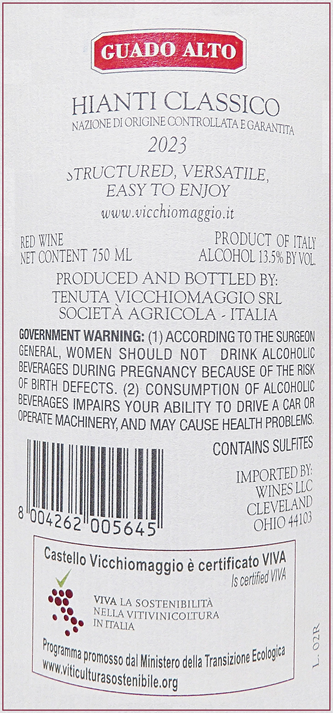 GUADO ALTO
HIANTI CLASSICO
NAZIONE DI ORIGINE CONTROLLATA E GARANTITA
2023
STRUCTURED, VERSATILE,
EASY TO ENJOY
www.vicchiomaggio.it
RED WINE PRODUCT OF ITALY
NET CONTENT 750 ML ALCOHOL 13.5% BY VOL.
PRODUCED AND BOTTLED BY:
TENUTA VICCHIOMAGGIO SRL
SOCIETÀ AGRICOLA - ITALIA
GOVERNMENT WARNING: (1) ACCORDING TO THE SURGEON
GENERAL, WOMEN SHOULD NOT DRINK ALCOHOLIC
BEVERAGES DURING PREGNANCY BECAUSE OF THE RISK
OF BIRTH DEFECTS. (2) CONSUMPTION OF ALCOHOLIC
BEVERAGES IMPAIRS YOUR ABILITY TO DRIVE A CAR OR
OPERATE MACHINERY, AND MAY CAUSE HEALTH PROBLEMS.
CONTAINS SULFITES
IMPORTED BY:
WINES LLC
CLEVELAND
OHIO 44103
8 004262 005645
Castello Vicchiomaggio è certificato VIVA
Is certified VIVA
VIVA LA SOSTENIBILITÀ
NELLA VITIVINICOLTURA
IN ITALIA
Programma promosso dal Ministero della Transizione Ecologica
www.viticulturasostenibile.org
L. 02R